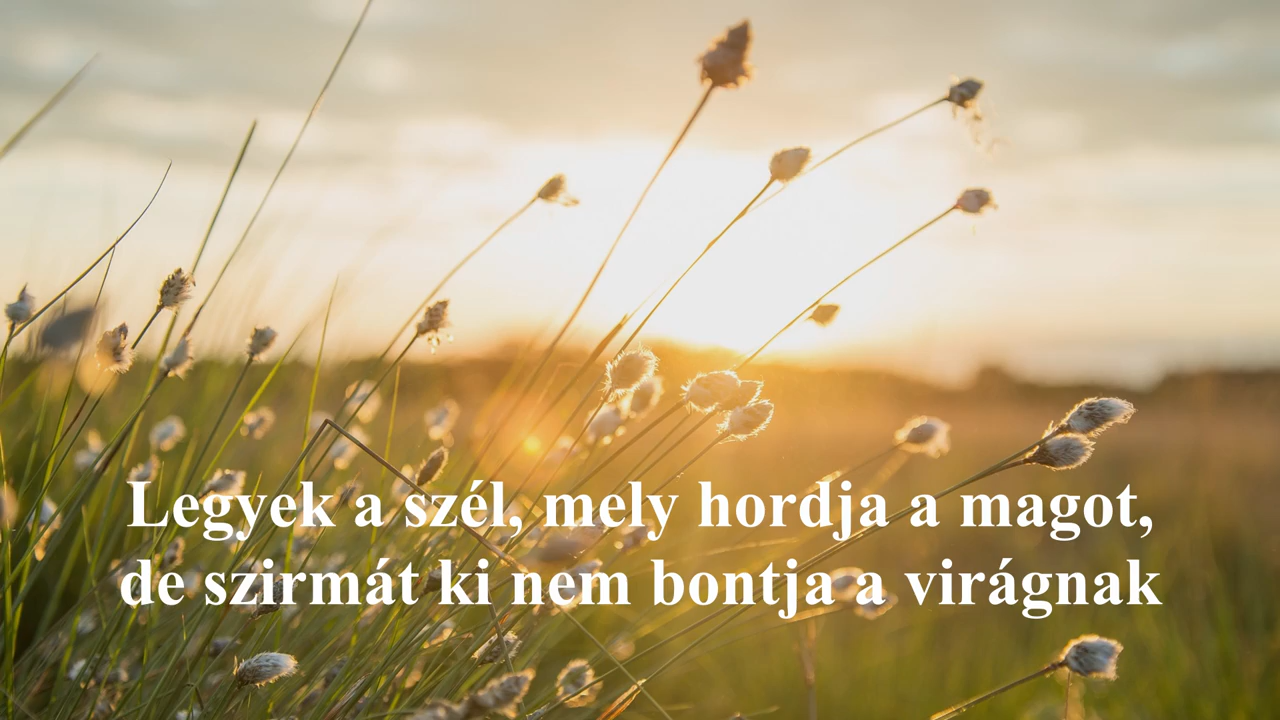 Legyek a szél, mely hordja a magot,
de szirmát ki nem bontja a virágnak